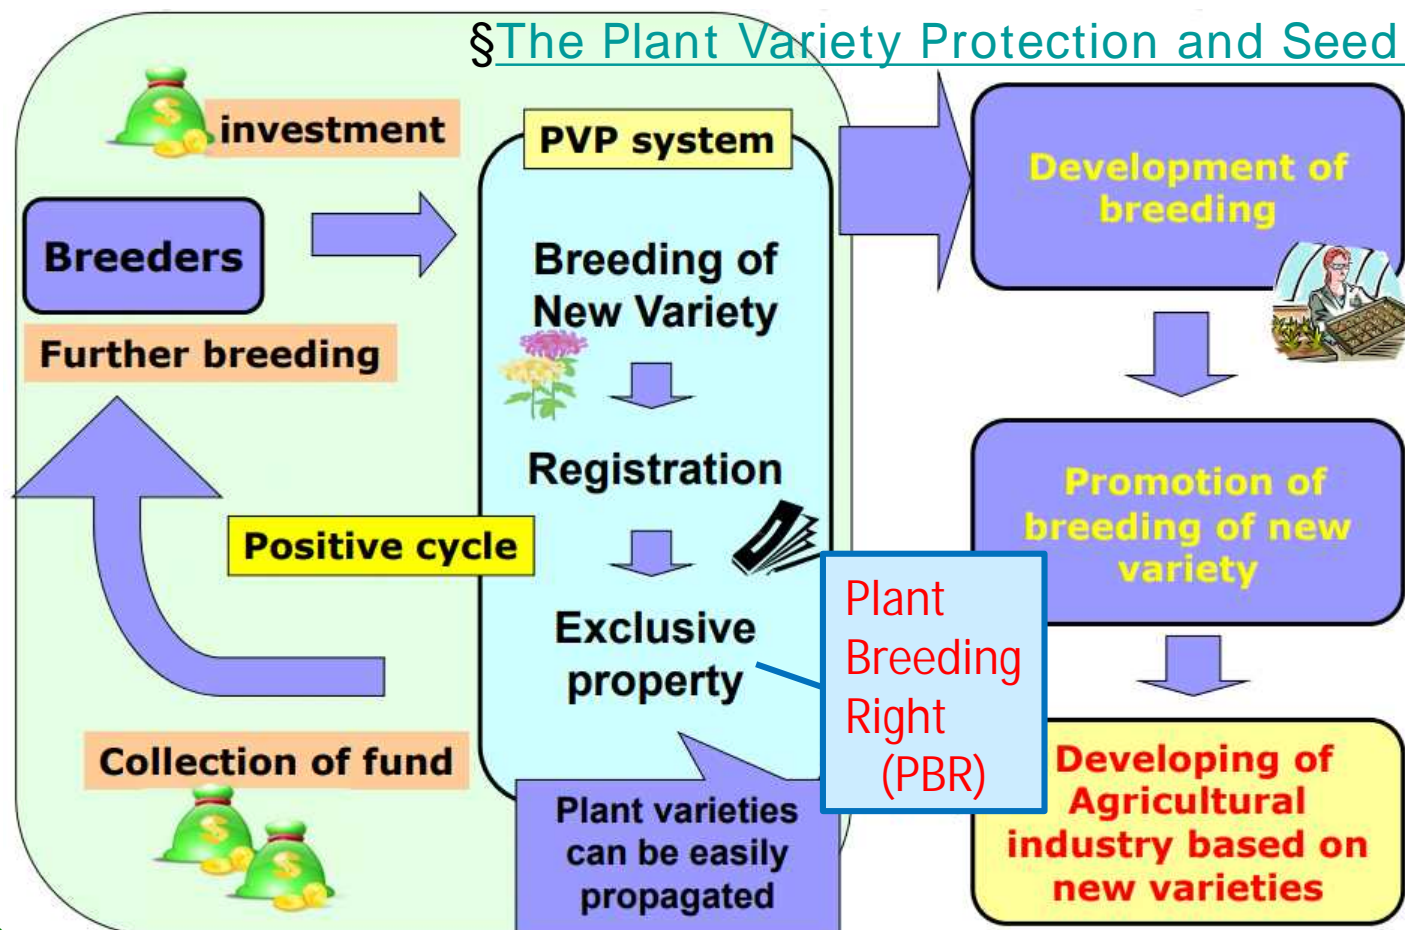 §The Plant Variety Protection and Seed
investment
PVP system
Breeders
Further breeding
Breeding of
New Variety
Registration
Positive cycle
Exclusive
property
Collection of fund
Plant varieties
can be easily
propagated
Plant
Breeding
Right
(PBR)
Development of
breeding
Promotion of
breeding of new
variety
Developing of
Agricultural
industry based on
new varieties